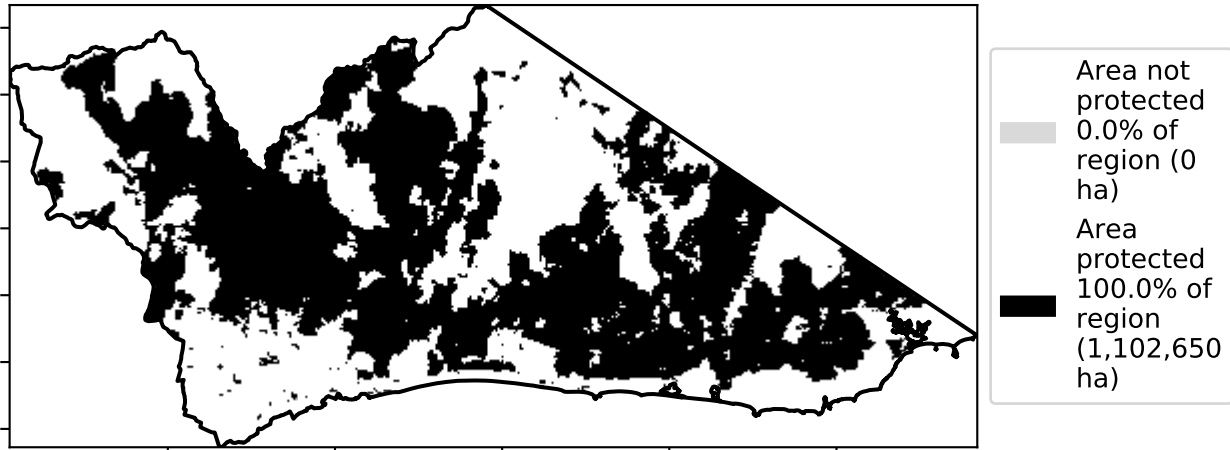 Area not
protected
0.0% of
region (0
ha)
Area
protected
100.0% of
region
(1,102,650
ha)